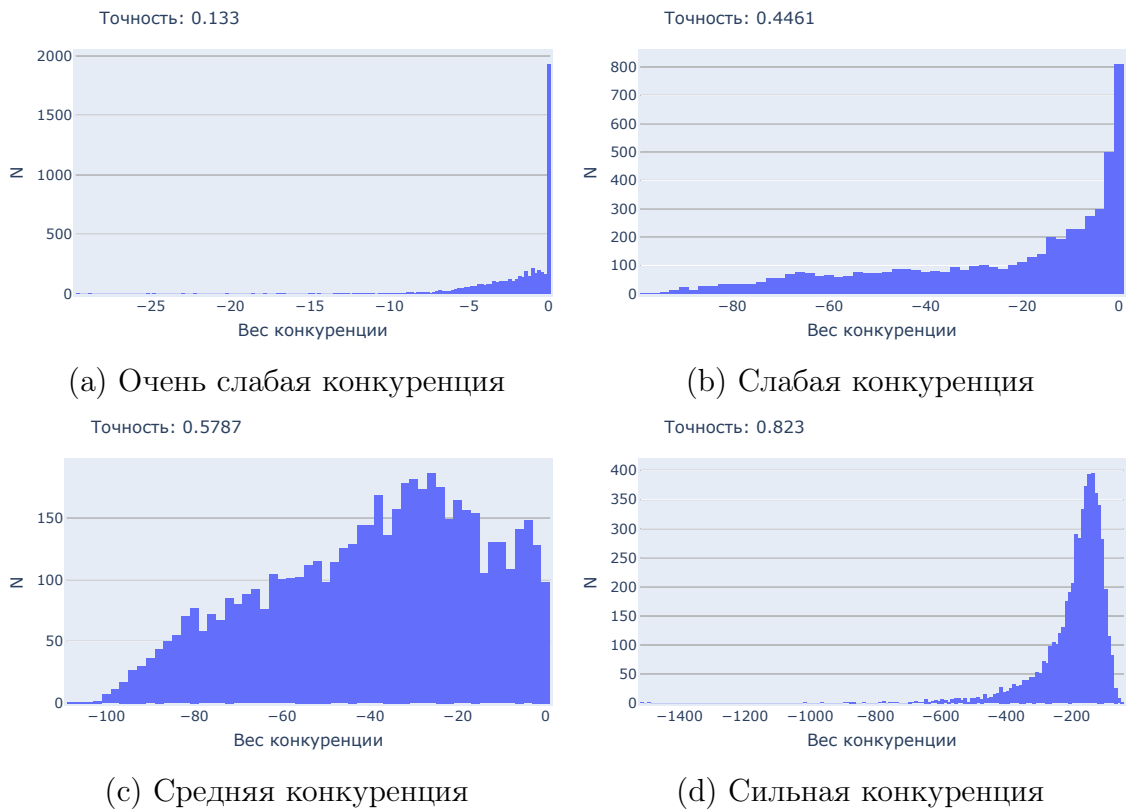 Точность: 0.133
2000
1500
1000
500
0
N
−25 −20 −15 −10 −5 0
Вес конкуренции
(a) Очень слабая конкуренция
Точность: 0.4461
800
700
600
500
400
300
200
100
0
N
−80 −60 −40 −20 0
Вес конкуренции
(b) Слабая конкуренция
Точность: 0.5787
150
100
50
0
N
−100 −80 −60 −40 −20 0
Вес конкуренции
(c) Средняя конкуренция
Точность: 0.823
400
350
300
250
200
150
100
50
0
N
−1400 −1200 −1000 −800 −600 −400 −200
Вес конкуренции
(d) Сильная конкуренция